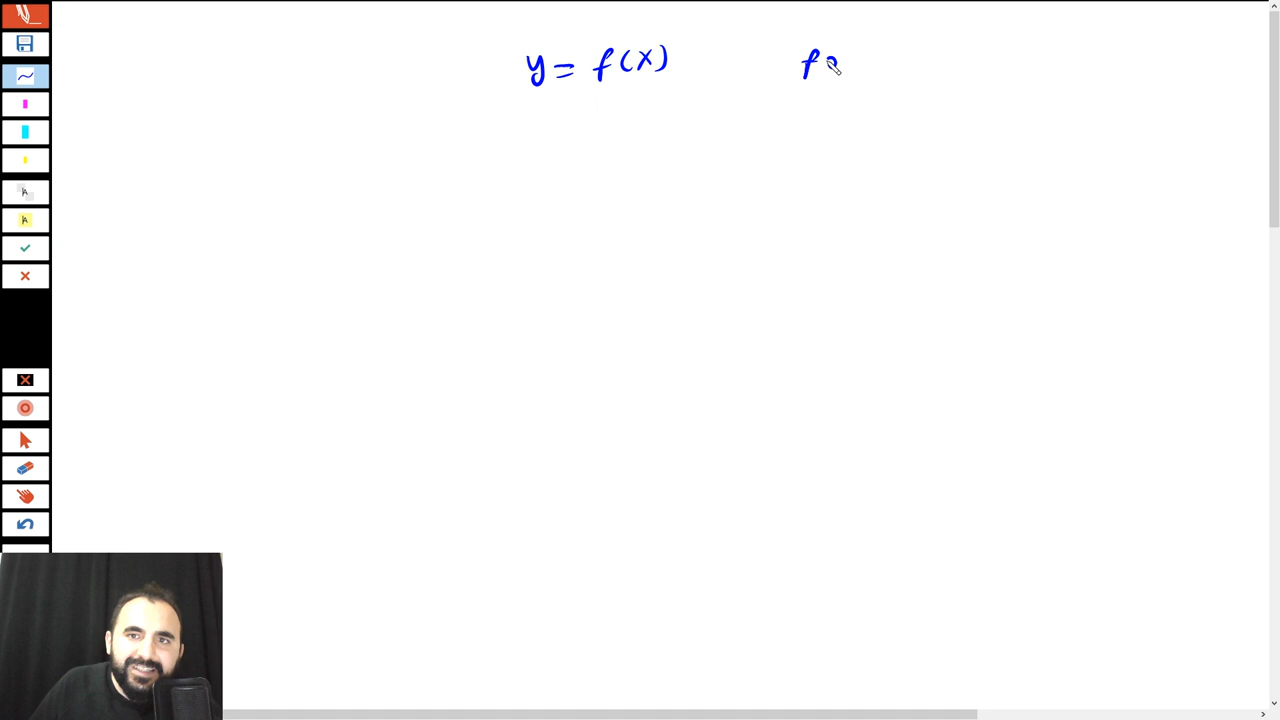 y = f(x) f